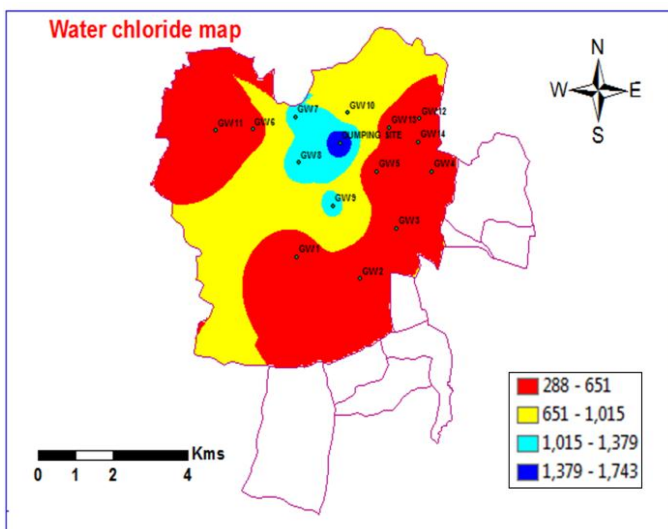 Water chloride map
N
W E
S
GW7
GW10
GW12
GW11
GW6
GW13
DUMPING SITE
GW14
GW8
GW5
GW4
GW9
GW3
GW1
GW2
288 - 651
651 - 1,015
1,015 - 1,379
1,379 - 1,743
Kms
0 1 2 4